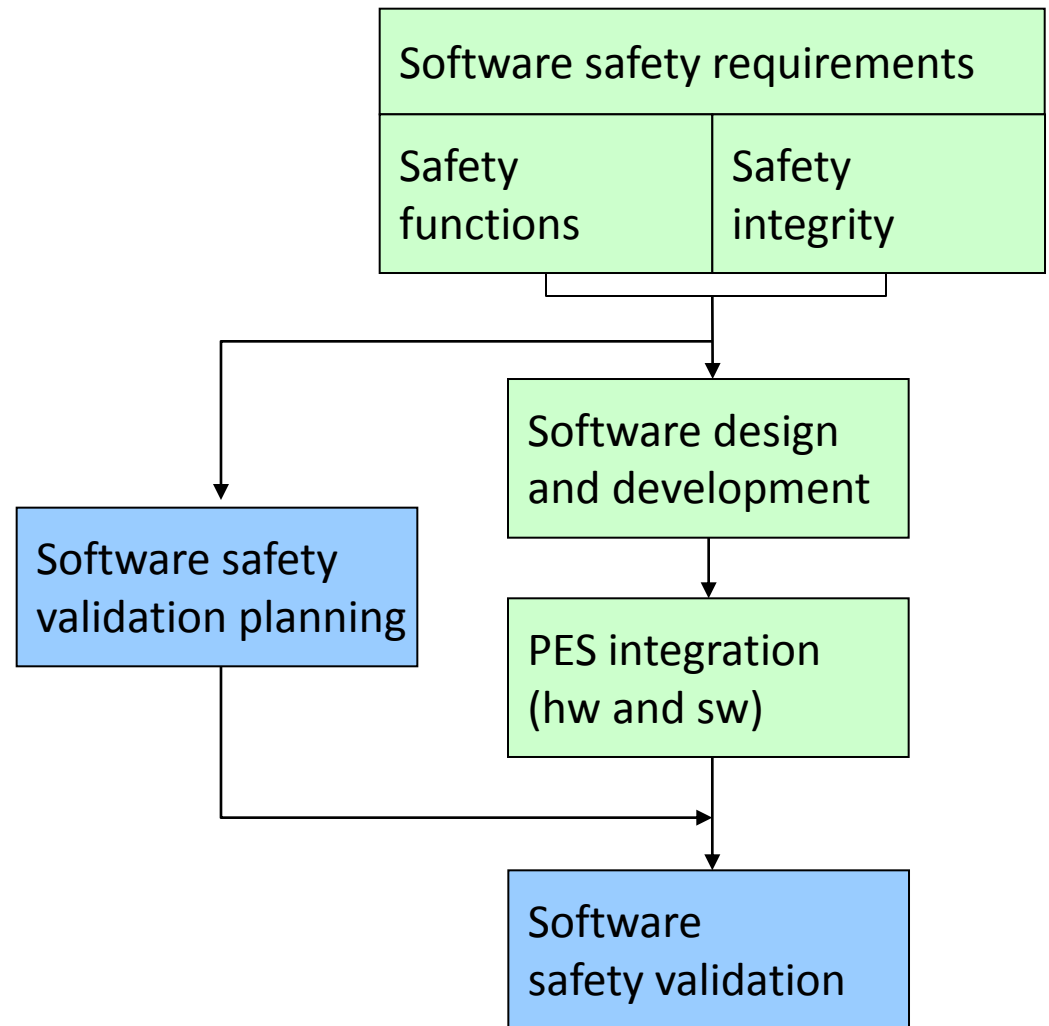 Software safety requirements
Safety
functions
Safety
integrity
Software design
and development
Software safety
validation planning
PES integration
(hw and sw)
Software
safety validation